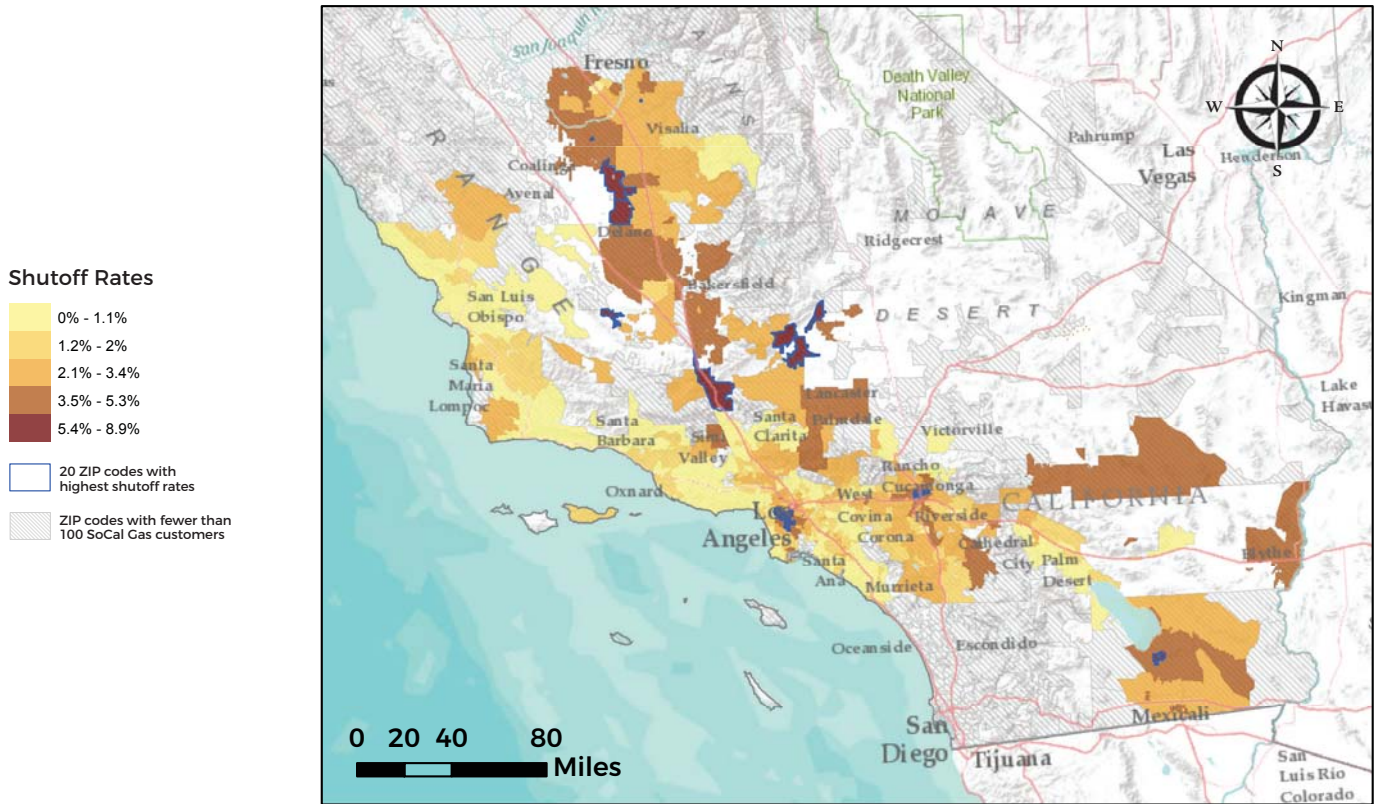 Shutoff Rates
0% - 1.1%
1.2% - 2%
2.1% - 3.4%
3.5% - 5.3%
5.4% - 8.9%
20 ZIP codes with
highest shutoff rates
ZIP codes with fewer than
100 SoCal Gas customers
San Joaquin
Fresno
Death Valley
National
Park
N
W
E
S
Visalia
Pahrump
Las
Vegas
Henderson
R A N G E
Coalinga
Avenal
Delano
M O J A V E
Ridgecrest
Bakersfield
D E S E R T
Kingman
San Luis
Obispo
Santa
Maria
Lompoc
Lancaster
Palmdale
Lake
Santa
Barbara
Simi
Valley
Santa
Clarita
Victorville
Rancho
Cucamonga
Oxnard
West
Covina
CALIFORNIA
Los
Angeles
Riverside
Corona
Cathedral
City
Palm
Desert
Blythe
Santa
Ana
Murrieta
Oceanside
Escondido
San
Diego
Mexicali
Tijuana
San
Luis Río
Colorado
0 20 40 80
Miles